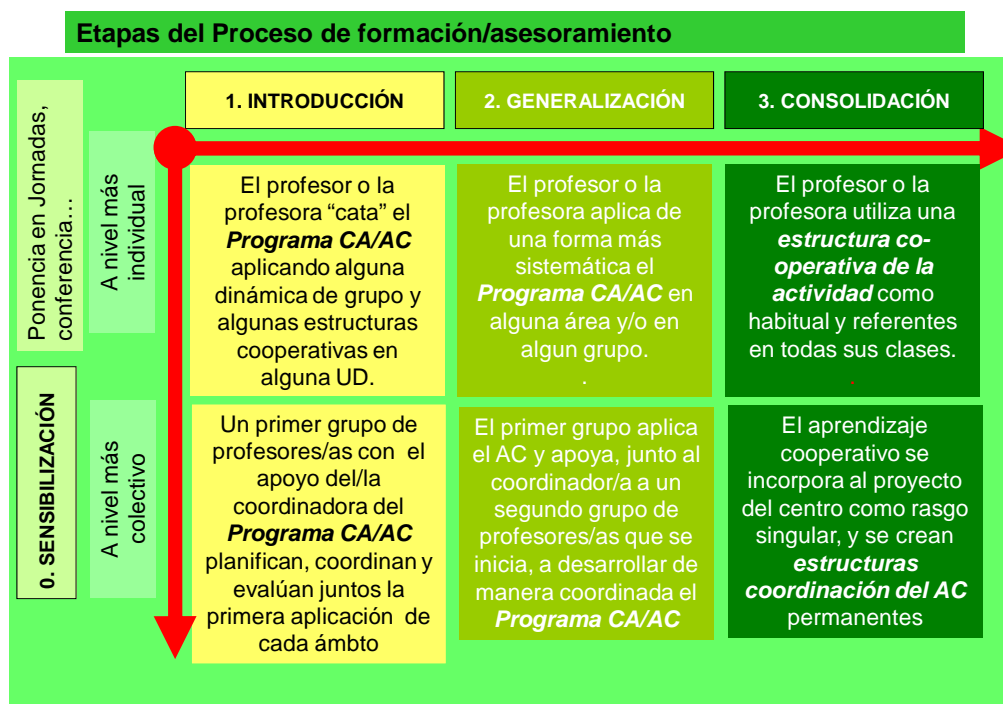 Etapas del Proceso de formación/asesoramiento
Ponencia en Jornadas,
conferencia…
0. SENSIBILIZACIÓN
1. INTRODUCCIÓN
2. GENERALIZACIÓN
3. CONSOLIDACIÓN
A nivel más
individual
El profesor o la
profesora “cata” el
Programa CA/AC
aplicando alguna
dinámica de grupo y
algunas estructuras
cooperativas en
alguna UD.
El profesor o la
profesora aplica de
una forma más
sistemática el
Programa CA/AC en
alguna área y/o en
algun grupo.
.
El profesor o la
profesora utiliza una
estructura co-
operativa de la
actividad como
habitual y referentes
en todas sus clases.
.
A nivel más
colectivo
Un primer grupo de
profesores/as con el
apoyo del/la
coordinadora del
Programa CA/AC
planifican, coordinan y
evalúan juntos la
primera aplicación de
cada ámbto
El primer grupo aplica
el AC y apoya, junto al
coordinador/a a un
segundo grupo de
profesores/as que se
inicia, a desarrollar de
manera coordinada el
Programa CA/AC
El aprendizaje
cooperativo se
incorpora al proyecto
del centro como rasgo
singular, y se crean
estructuras
coordinación del AC
permanentes